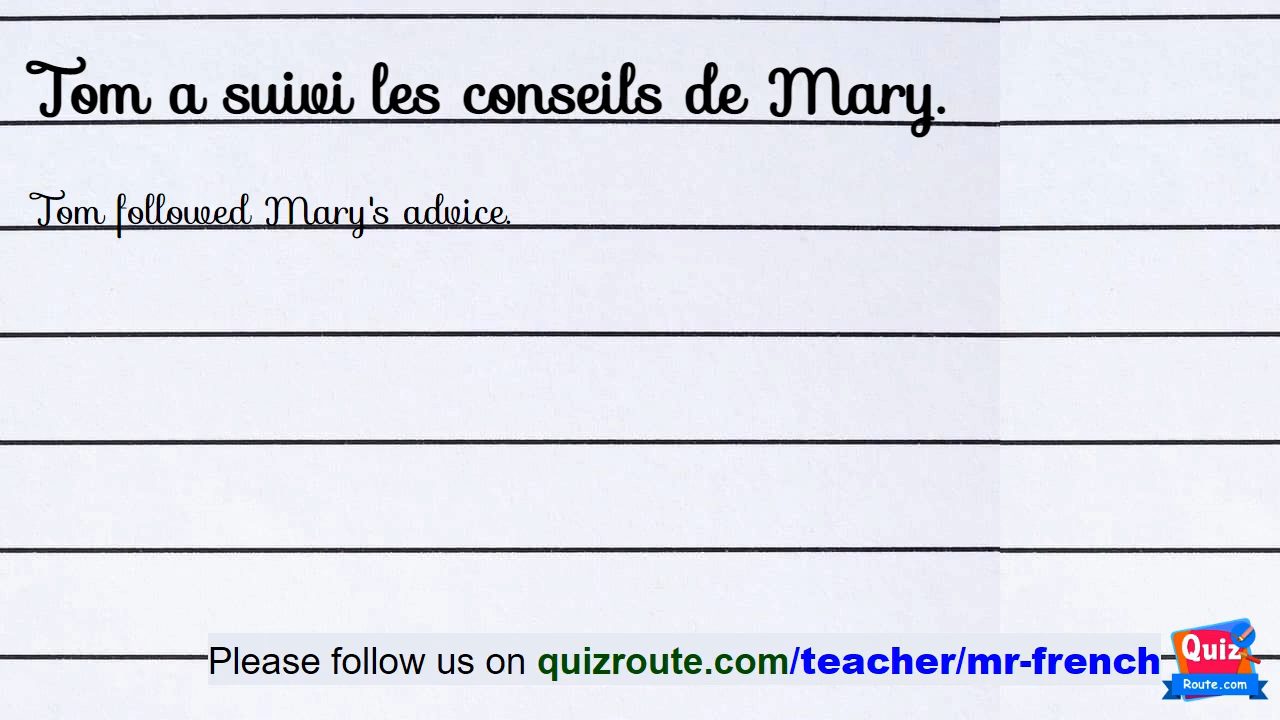 Tom a suivi les conseils de Mary.
Tom followed Mary's advice.
Please follow us on quizroute.com/teacher/mr-french
Quiz
Route.com